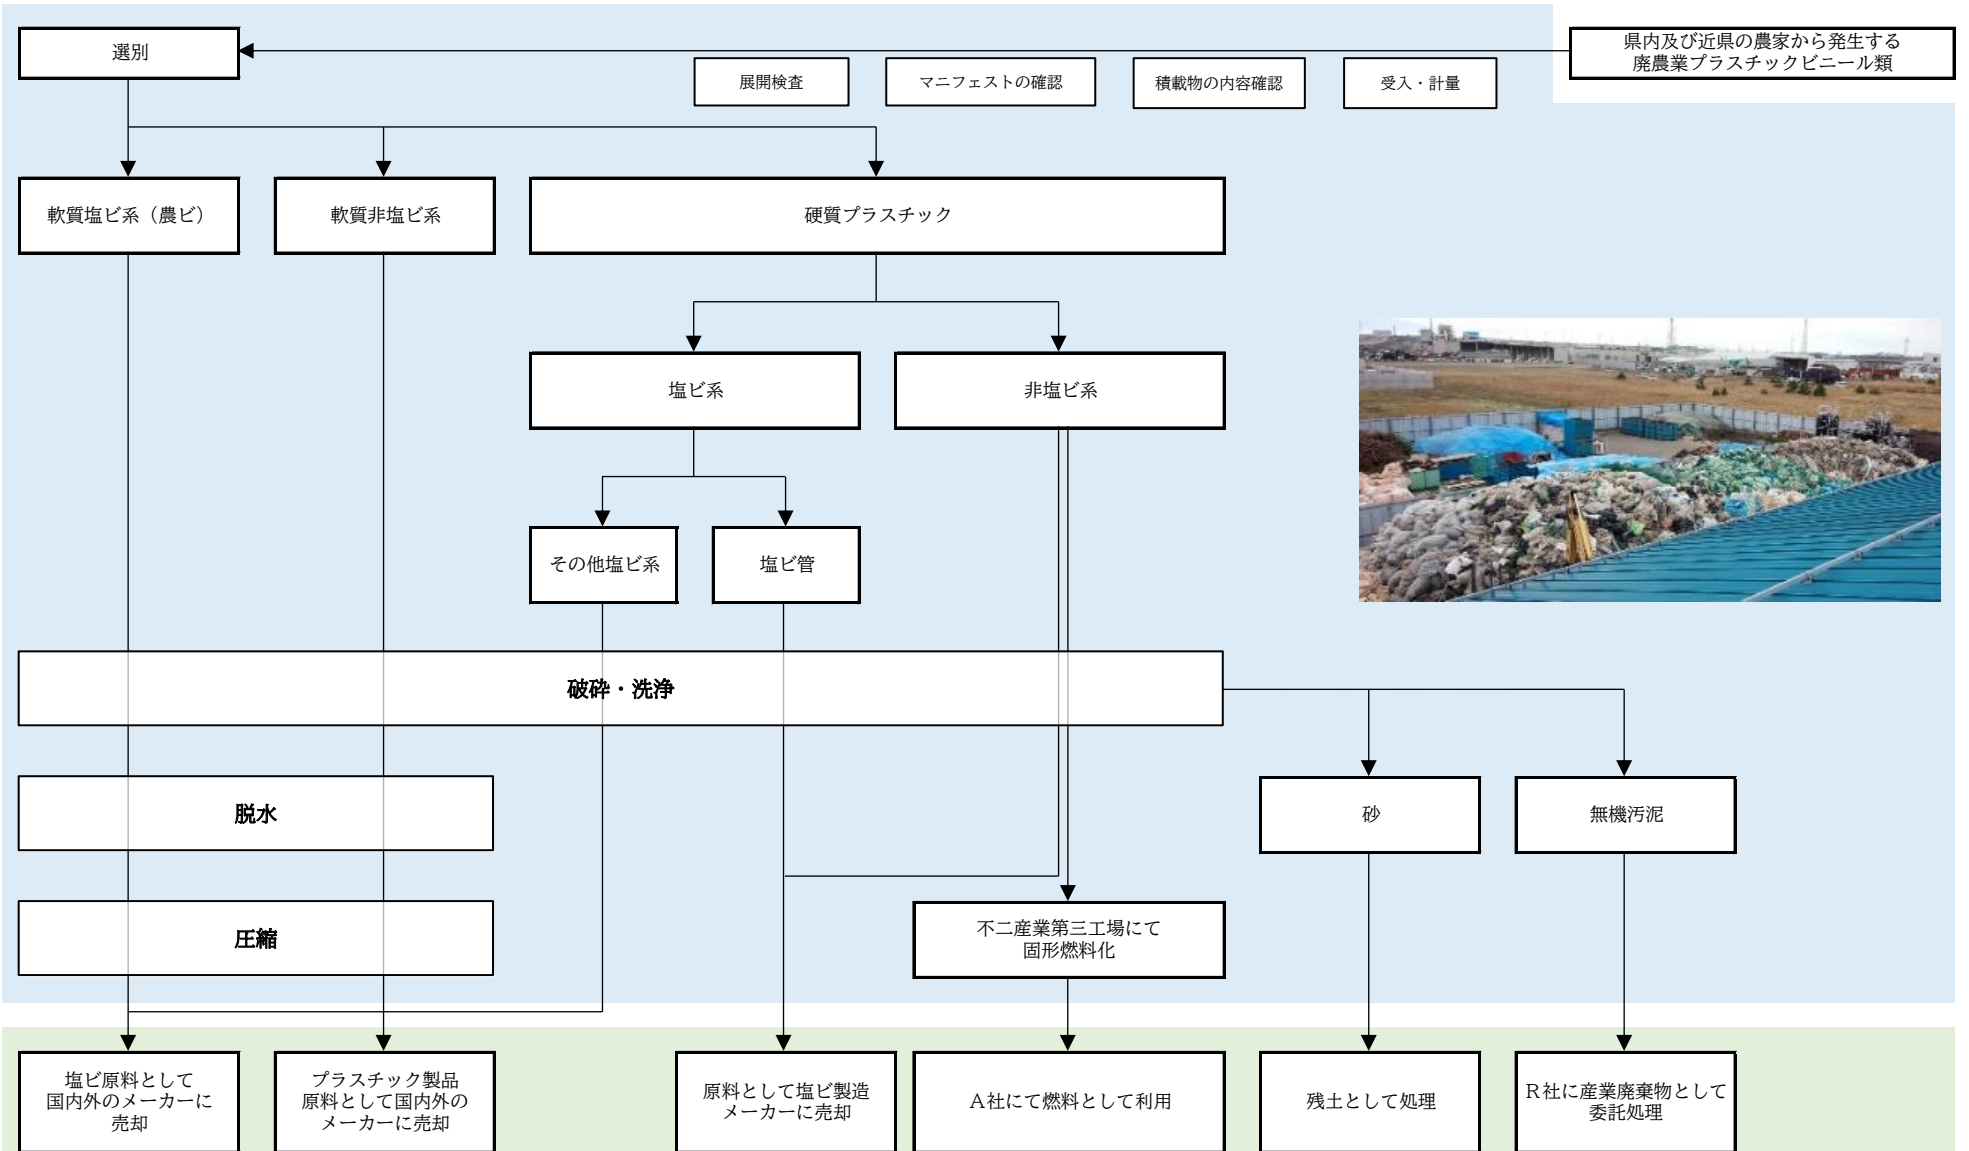 選別
県内及び近県の農家から発生する
廃農業プラスチックビニール類
展開検査
マニフェストの確認
積載物の内容確認
受入・計量
軟質塩ビ系（農ビ）
軟質非塩ビ系
硬質プラスチック
塩ビ系
非塩ビ系
その他塩ビ系
塩ビ管
破砕・洗浄
脱水
砂
無機汚泥
圧縮
不二産業第三工場にて
固形燃料化
塩ビ原料として
国内外のメーカーに
売却
プラスチック製品
原料として国内外の
メーカーに売却
原料として塩ビ製造
メーカーに売却
Ａ社にて燃料として利用
残土として処理
Ｒ社に産業廃棄物として
委託処理